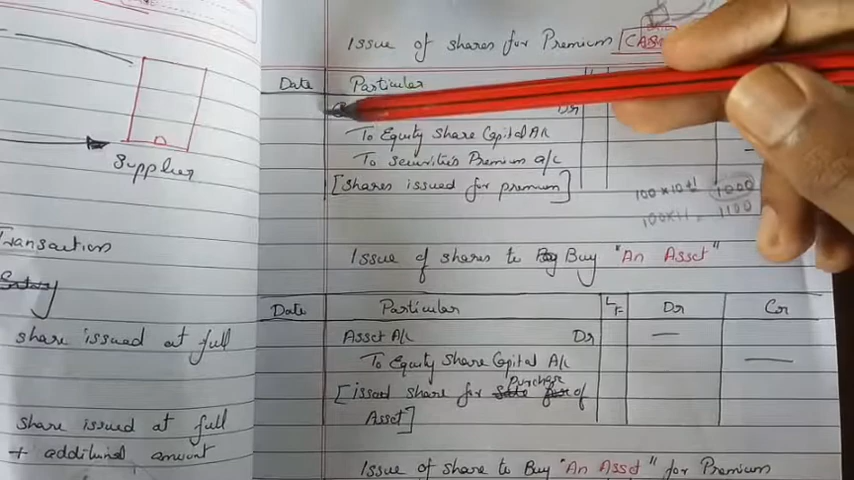 Supplier
Transaction
share issued at full
share issued at full
+ additional amount
Issue of shares for Premium
Date Particular
Dr
To Equity Share Capital A/c
To Securities Premium a/c
[Shares issued for premium]
100×10+1 1000
100×11 = 1100
Issue of shares to Buy "An Asset"
Date Particular LF Dr Cr
Asset A/c Dr
To Equity Share Capital A/c
[issued share for purchase of
Asset]
Issue of share to Buy "An Asset" for Premium